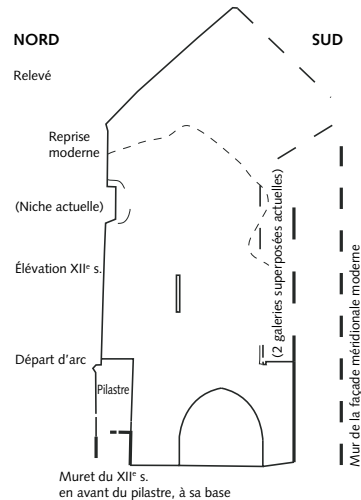 NORD
SUD
Relevé
Reprise
moderne
(Niche actuelle)
Élévation XIIᵉ s.
(2 galeries superposées actuelles)
Départ d'arc
Pilastre
Mur de la façade méridionale moderne
Muret du XIIᵉ s.
en avant du pilastre, à sa base